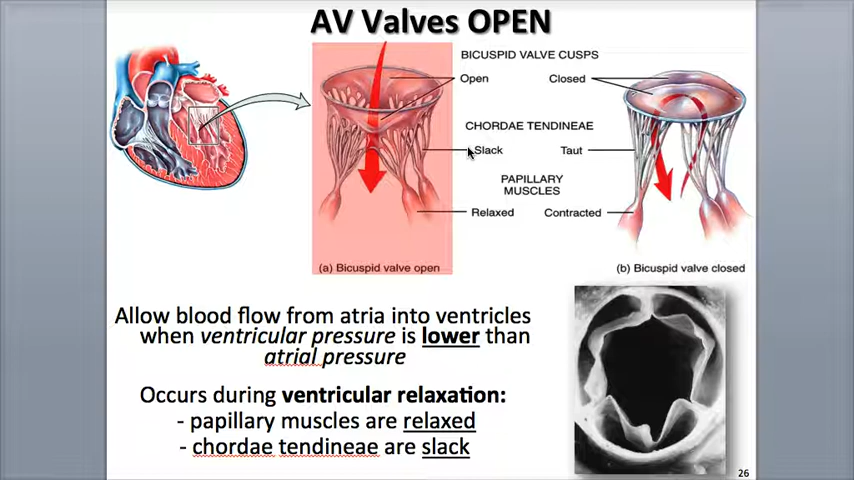 AV Valves OPEN
BICUSPID VALVE CUSPS
Open
Closed
CHORDAE TENDINEAE
Slack
Taut
PAPILLARY
MUSCLES
Relaxed
Contracted
(a) Bicuspid valve open
(b) Bicuspid valve closed
Allow blood flow from atria into ventricles
when ventricular pressure is lower than
atrial pressure
Occurs during ventricular relaxation:
- papillary muscles are relaxed
- chordae tendineae are slack
26